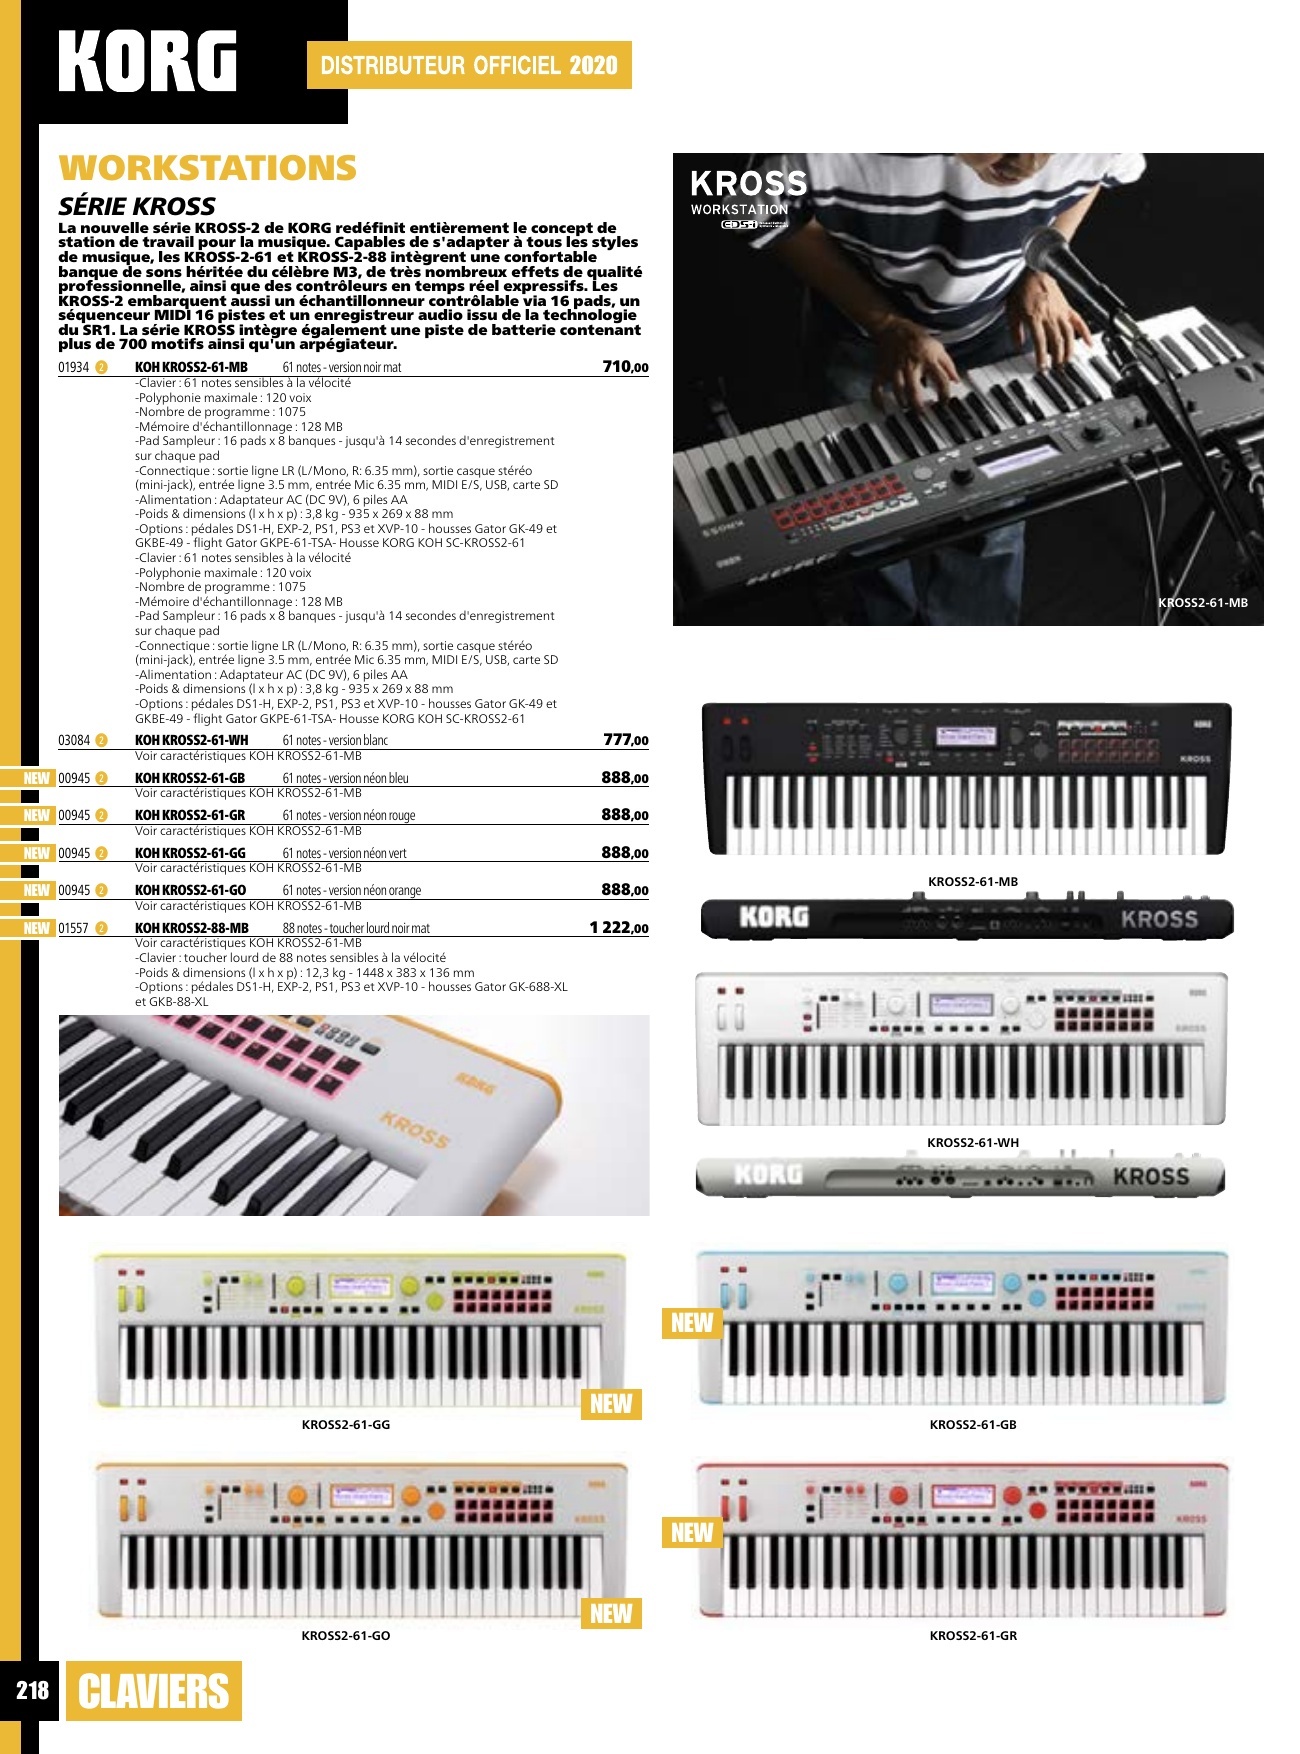 KORG
DISTRIBUTEUR OFFICIEL 2020
WORKSTATIONS
SÉRIE KROSS
La nouvelle série KROSS-2 de KORG redéfinit entièrement le concept de
station de travail pour la musique. Capables de s'adapter à tous les styles
de musique, les KROSS-2-61 et KROSS-2-88 intègrent une confortable
banque de sons héritée du célèbre M3, de très nombreux effets de qualité
professionnelle, ainsi que des contrôleurs en temps réel expressifs. Les
KROSS-2 embarquent aussi un échantillonneur contrôlable via 16 pads, un
séquenceur MIDI 16 pistes et un enregistreur audio issu de la technologie
du SR1. La série KROSS intègre également une piste de batterie contenant
plus de 700 motifs ainsi qu'un arpégiateur.
01934 2 KOH KROSS2-61-MB 61 notes - version noir mat 710,00
-Clavier : 61 notes sensibles à la vélocité
-Polyphonie maximale : 120 voix
-Nombre de programme : 1075
-Mémoire d'échantillonnage : 128 MB
-Pad Sampleur : 16 pads x 8 banques - jusqu'à 14 secondes d'enregistrement
sur chaque pad
-Connectique : sortie ligne LR (L/Mono, R: 6.35 mm), sortie casque stéréo
(mini-jack), entrée ligne 3.5 mm, entrée Mic 6.35 mm, MIDI E/S, USB, carte SD
-Alimentation : Adaptateur AC (DC 9V), 6 piles AA
-Poids & dimensions (l x h x p) : 3,8 kg - 935 x 269 x 88 mm
-Options : pédales DS1-H, EXP-2, PS1, PS3 et XVP-10 - housses Gator GK-49 et
GKBE-49 - flight Gator GKPE-61-TSA- Housse KORG KOH SC-KROSS2-61
-Clavier : 61 notes sensibles à la vélocité
-Polyphonie maximale : 120 voix
-Nombre de programme : 1075
-Mémoire d'échantillonnage : 128 MB
-Pad Sampleur : 16 pads x 8 banques - jusqu'à 14 secondes d'enregistrement
sur chaque pad
-Connectique : sortie ligne LR (L/Mono, R: 6.35 mm), sortie casque stéréo
(mini-jack), entrée ligne 3.5 mm, entrée Mic 6.35 mm, MIDI E/S, USB, carte SD
-Alimentation : Adaptateur AC (DC 9V), 6 piles AA
-Poids & dimensions (l x h x p) : 3,8 kg - 935 x 269 x 88 mm
-Options : pédales DS1-H, EXP-2, PS1, PS3 et XVP-10 - housses Gator GK-49 et
GKBE-49 - flight Gator GKPE-61-TSA- Housse KORG KOH SC-KROSS2-61
03084 2 KOH KROSS2-61-WH 61 notes - version blanc 777,00
Voir caractéristiques KOH KROSS2-61-MB
NEW 00945 2 KOH KROSS2-61-GB 61 notes - version néon bleu 888,00
Voir caractéristiques KOH KROSS2-61-MB
NEW 00945 2 KOH KROSS2-61-GR 61 notes - version néon rouge 888,00
Voir caractéristiques KOH KROSS2-61-MB
NEW 00945 2 KOH KROSS2-61-GG 61 notes - version néon vert 888,00
Voir caractéristiques KOH KROSS2-61-MB
NEW 00945 2 KOH KROSS2-61-GO 61 notes - version néon orange 888,00
Voir caractéristiques KOH KROSS2-61-MB
NEW 01557 2 KOH KROSS2-88-MB 88 notes - toucher lourd noir mat 1 222,00
Voir caractéristiques KOH KROSS2-61-MB
-Clavier : toucher lourd de 88 notes sensibles à la vélocité
-Poids & dimensions (l x h x p) : 12,3 kg - 1448 x 383 x 136 mm
-Options : pédales DS1-H, EXP-2, PS1, PS3 et XVP-10 - housses Gator GK-688-XL
et GKB-88-XL
KORG
KROSS
KROSS
WORKSTATION
EDS-i
KROSS
KORG
KROSS2-61-MB
KORG
KROSS
KROSS2-61-MB
KORG KROSS
KORG
KROSS
KROSS2-61-WH
KORG KROSS
KORG
KROSS
NEW
KROSS2-61-GG
KORG
KROSS
NEW
KROSS2-61-GB
KORG
KROSS
NEW
KROSS2-61-GO
KORG
KROSS
NEW
KROSS2-61-GR
218 CLAVIERS